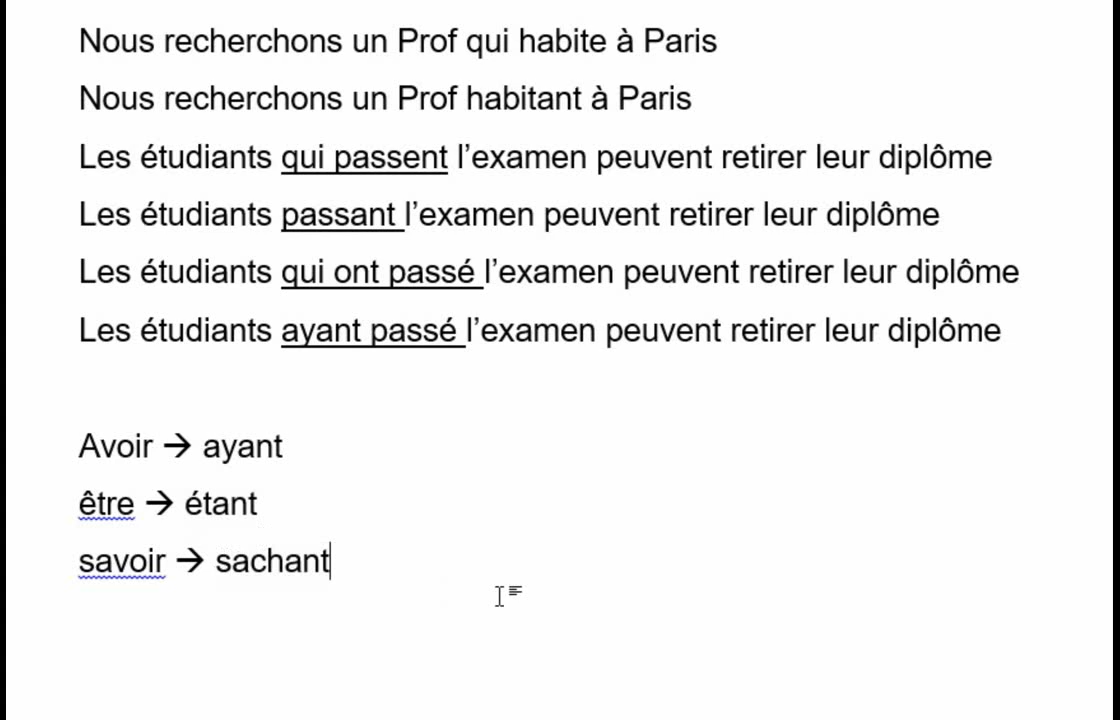 Nous recherchons un Prof qui habite à Paris
Nous recherchons un Prof habitant à Paris
Les étudiants qui passent l’examen peuvent retirer leur diplôme
Les étudiants passant l’examen peuvent retirer leur diplôme
Les étudiants qui ont passé l’examen peuvent retirer leur diplôme
Les étudiants ayant passé l’examen peuvent retirer leur diplôme
Avoir → ayant
être → étant
savoir → sachant